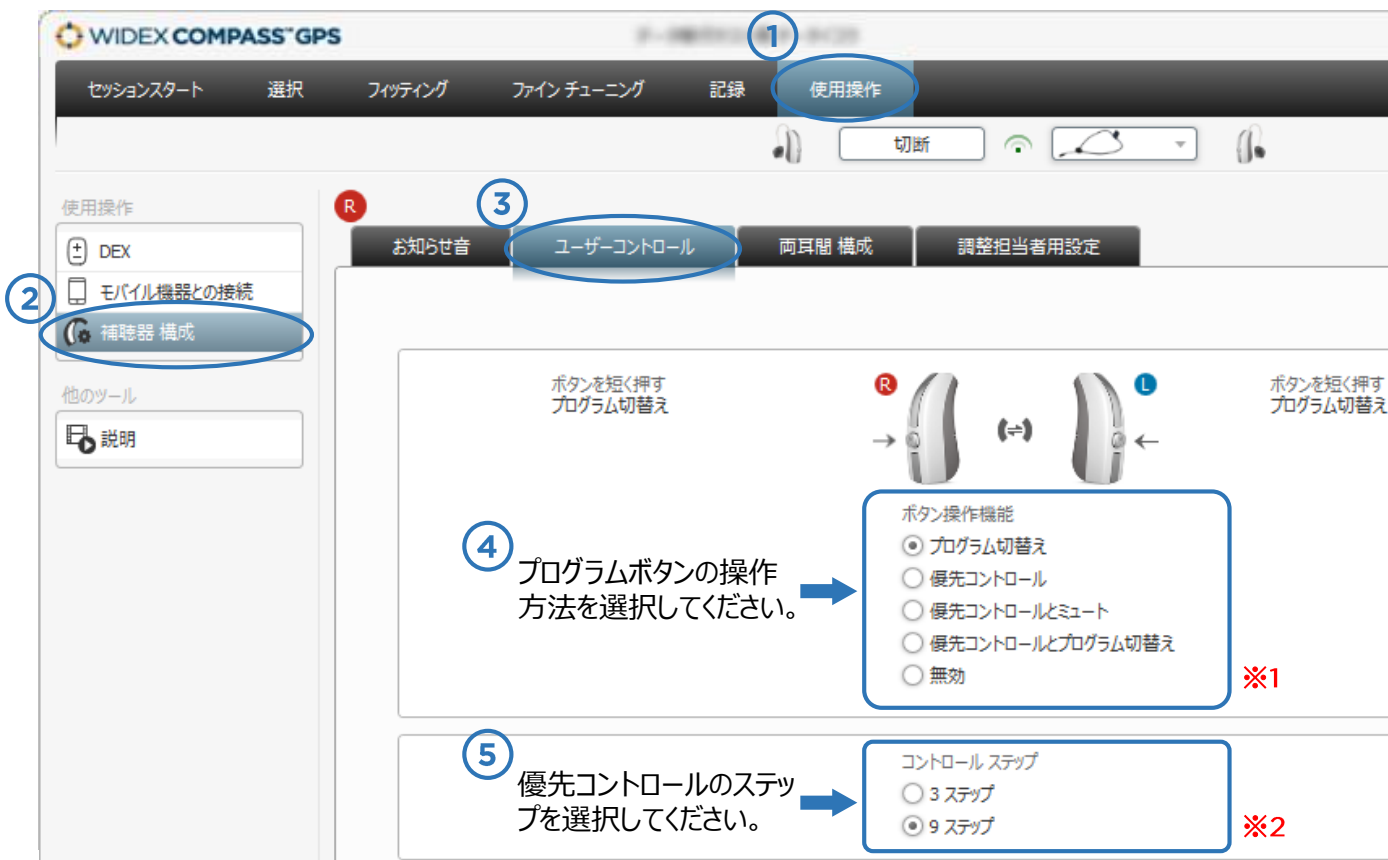 WIDEX COMPASS™ GPS
①
セッションスタート 選択 フィッティング ファイン チューニング 記録 使用操作
切断
使用操作
R
③
DEX
お知らせ音 ユーザーコントロール 両耳間 構成 調整担当者用設定
②
モバイル機器との接続
補聴器 構成
他のツール
説明
ボタンを短く押す
プログラム切替え
R
L
ボタンを短く押す
プログラム切替え
④
プログラムボタンの操作
方法を選択してください。
ボタン操作機能
プログラム切替え
優先コントロール
優先コントロールとミュート
優先コントロールとプログラム切替え
無効
※1
⑤
優先コントロールのステッ
プを選択してください。
コントロール ステップ
3 ステップ
9 ステップ
※2